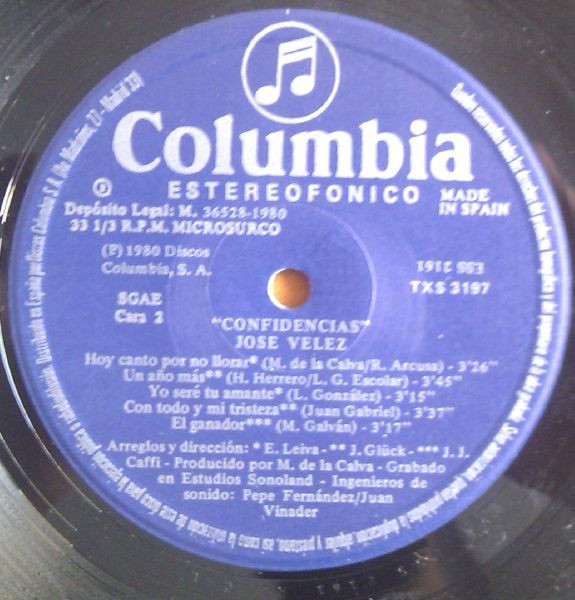 Columbia
ESTEREOFONICO
MADE
IN SPAIN
Depósito Legal: M. 36528-1980
33 1/3 R.P.M. MICROSURCO
(P) 1980 Discos
Columbia, S. A.
TXS 3197
SGAE
Cara 2
"CONFIDENCIAS"
JOSE VELEZ
Hoy canto por no llorar* (M. de la Calva/R. Arcusa) - 3'26"
Un año más** (H. Herrero/L. G. Escolar) - 3'45"
Yo seré tu amante* (L. González) - 3'15"
Con todo y mi tristeza** (Juan Gabriel) - 3'37"
El ganador*** (M. Galván) - 3'17"
Arreglos y dirección: * E. Leiva - ** J. Glück - *** J. J.
Caffi - Producido por M. de la Calva - Grabado
en Estudios Sonoland - Ingenieros de
sonido: Pepe Fernández/Juan
Vinader